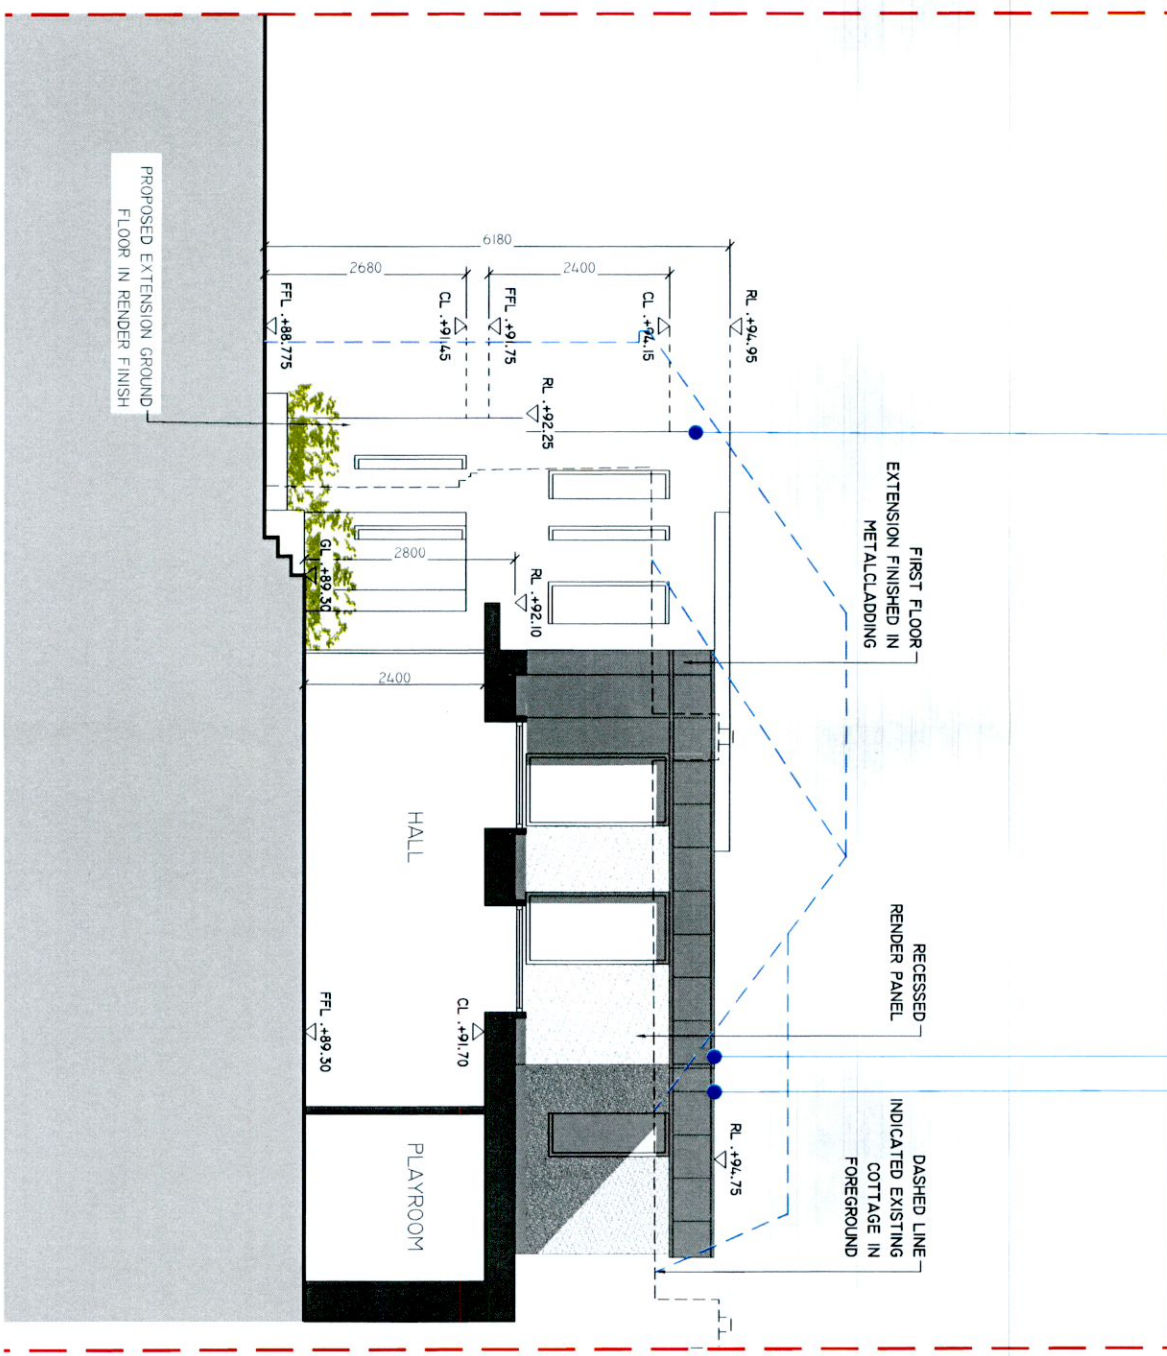 RL .+94.95
CL .+94.15
FFL .+91.75
CL .+91.45
FFL .+88.775
6180
2400
2680
RL .+92.25
FIRST FLOOR
EXTENSION FINISHED IN
METALCLADDING
RECESSED
RENDER PANEL
DASHED LINE
INDICATED EXISTING
COTTAGE IN
FOREGROUND
RL .+94.75
RL .+92.10
2800
GL .+89.30
2400
HALL
CL .+91.70
FFL .+89.30
PLAYROOM
PROPOSED EXTENSION GROUND
FLOOR IN RENDER FINISH